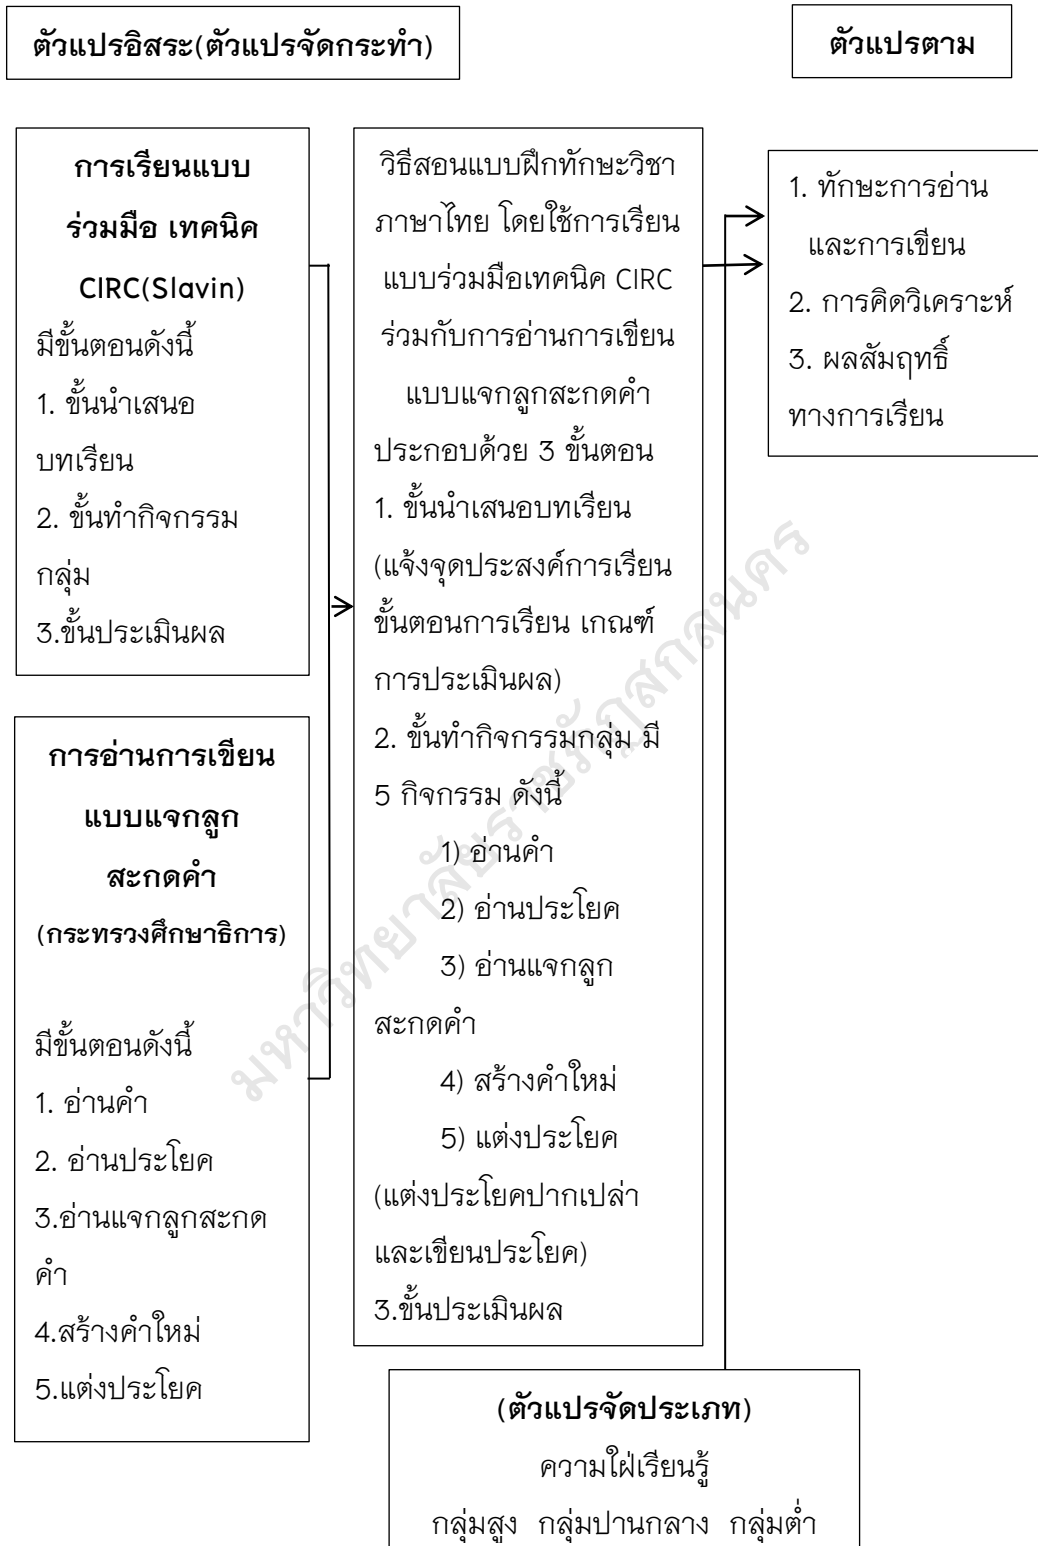 ตัวแปรอิสระ(ตัวแปรจัดกระทำ)
ตัวแปรตาม
การเรียนแบบ
ร่วมมือ เทคนิค
CIRC(Slavin)
มีขั้นตอนดังนี้
1. ขั้นนำเสนอ
บทเรียน
2. ขั้นทำกิจกรรม
กลุ่ม
3.ขั้นประเมินผล
การอ่านการเขียน
แบบแจกลูก
สะกดคำ
(กระทรวงศึกษาธิการ)
มีขั้นตอนดังนี้
1. อ่านคำ
2. อ่านประโยค
3.อ่านแจกลูกสะกด
คำ
4.สร้างคำใหม่
5.แต่งประโยค
วิธีสอนแบบฝึกทักษะวิชา
ภาษาไทย โดยใช้การเรียน
แบบร่วมมือเทคนิค CIRC
ร่วมกับการอ่านการเขียน
แบบแจกลูกสะกดคำ
ประกอบด้วย 3 ขั้นตอน
1. ขั้นนำเสนอบทเรียน
(แจ้งจุดประสงค์การเรียน
ขั้นตอนการเรียน เกณฑ์
การประเมินผล)
2. ขั้นทำกิจกรรมกลุ่ม มี
5 กิจกรรม ดังนี้
1) อ่านคำ
2) อ่านประโยค
3) อ่านแจกลูก
สะกดคำ
4) สร้างคำใหม่
5) แต่งประโยค
(แต่งประโยคปากเปล่า
และเขียนประโยค)
3.ขั้นประเมินผล
1. ทักษะการอ่าน
และการเขียน
2. การคิดวิเคราะห์
3. ผลสัมฤทธิ์
ทางการเรียน
(ตัวแปรจัดประเภท)
ความใฝ่เรียนรู้
กลุ่มสูง กลุ่มปานกลาง กลุ่มต่ำ
มหาวิทยาลัยราชภัฏสกลนคร